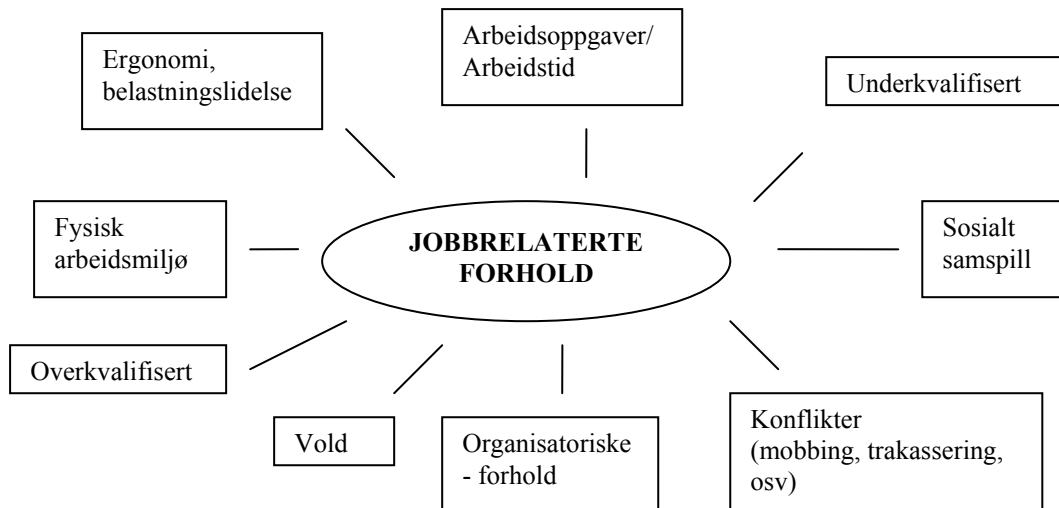 Arbeidsoppgaver/
Arbeidstid
Ergonomi,
belastningslidelse
Underkvalifisert
Fysisk
arbeidsmiljø
JOBBRELATERTE
FORHOLD
Sosialt
samspill
Overkvalifisert
Vold
Organisatoriske
- forhold
Konflikter
(mobbing, trakassering,
osv)